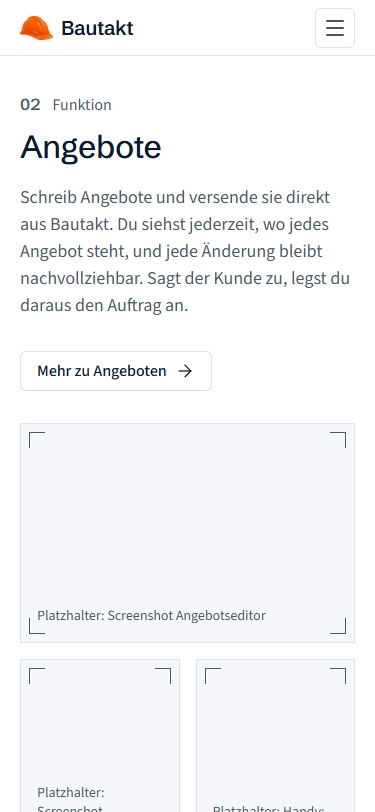 Bautakt
02 Funktion
Angebote
Schreib Angebote und versende sie direkt
aus Bautakt. Du siehst jederzeit, wo jedes
Angebot steht, und jede Änderung bleibt
nachvollziehbar. Sagt der Kunde zu, legst du
daraus den Auftrag an.
Mehr zu Angeboten
Platzhalter: Screenshot Angebotseditor
Platzhalter:
Screenshot
Platzhalter: Handy: